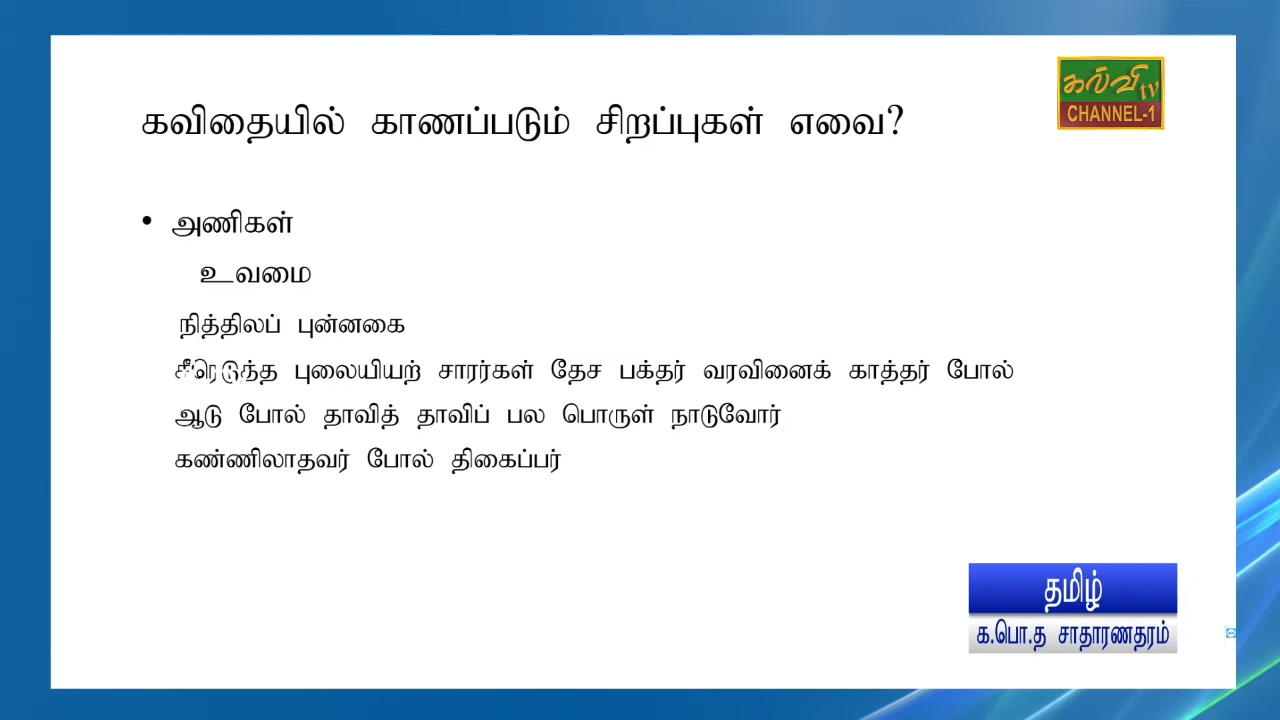 கல்வி tv
CHANNEL-1
கவிதையில் காணப்படும் சிறப்புகள் எவை?
• அணிகள்
உவமை
நித்திலப் புன்னகை
சீரெடுத்த புலையியற் சாரர்கள் தேச பக்தர் வரவினைக் காத்தர் போல்
ஆடு போல் தாவித் தாவிப் பல பொருள் நாடுவோர்
கண்ணிலாதவர் போல் திகைப்பர்
தமிழ்
க.பொ.த சாதாரணதரம்